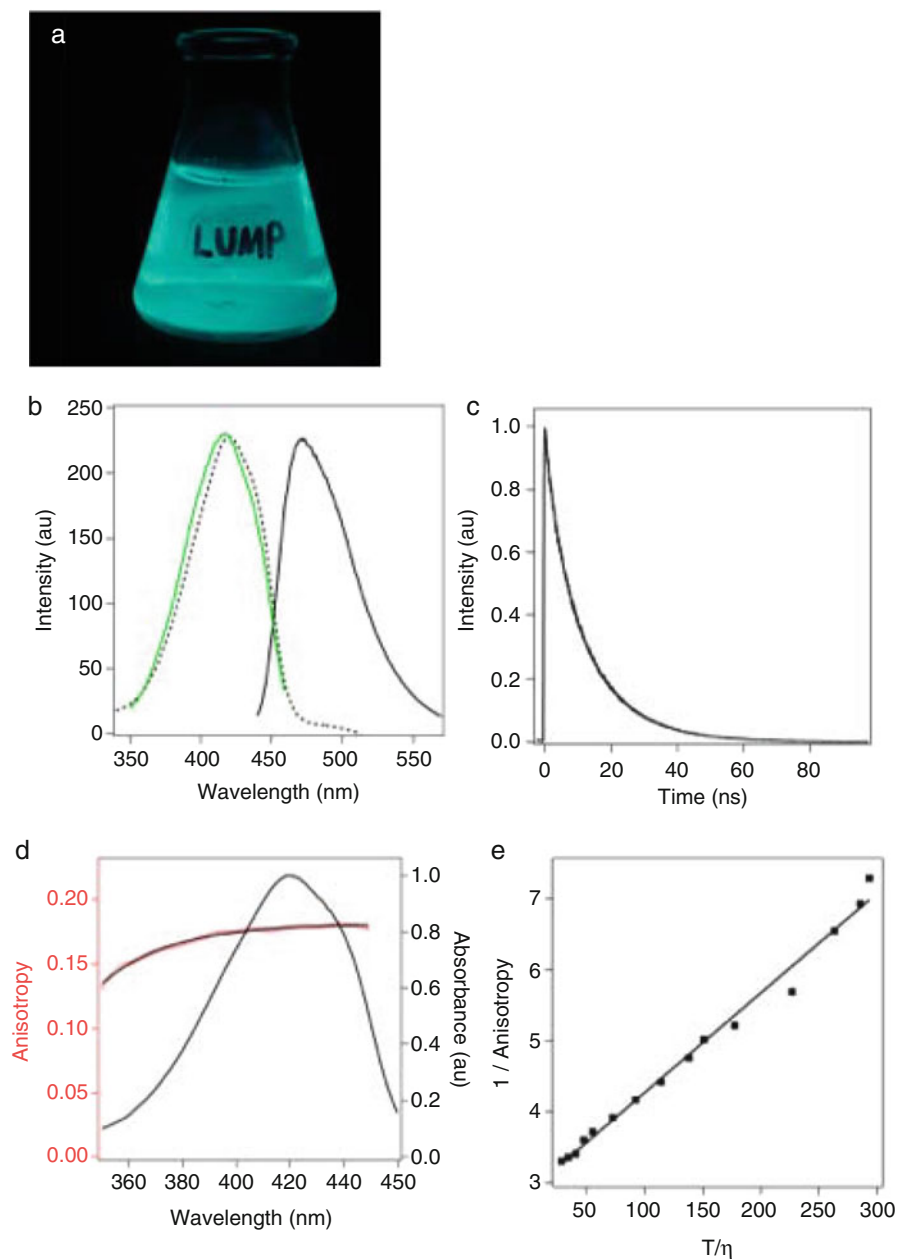 a
LUMP
b
250
200
150
100
50
0
Intensity (au)
350 400 450 500 550
Wavelength (nm)
c
1.0
0.8
0.6
0.4
0.2
0.0
Intensity (au)
0 20 40 60 80
Time (ns)
d
0.20
0.15
0.10
0.05
0.00
Anisotropy
1.0
0.8
0.6
0.4
0.2
0.0
Absorbance (au)
360 380 400 420 440 450
Wavelength (nm)
e
7
6
5
4
3
1 / Anisotropy
50 100 150 200 250 300
T/η